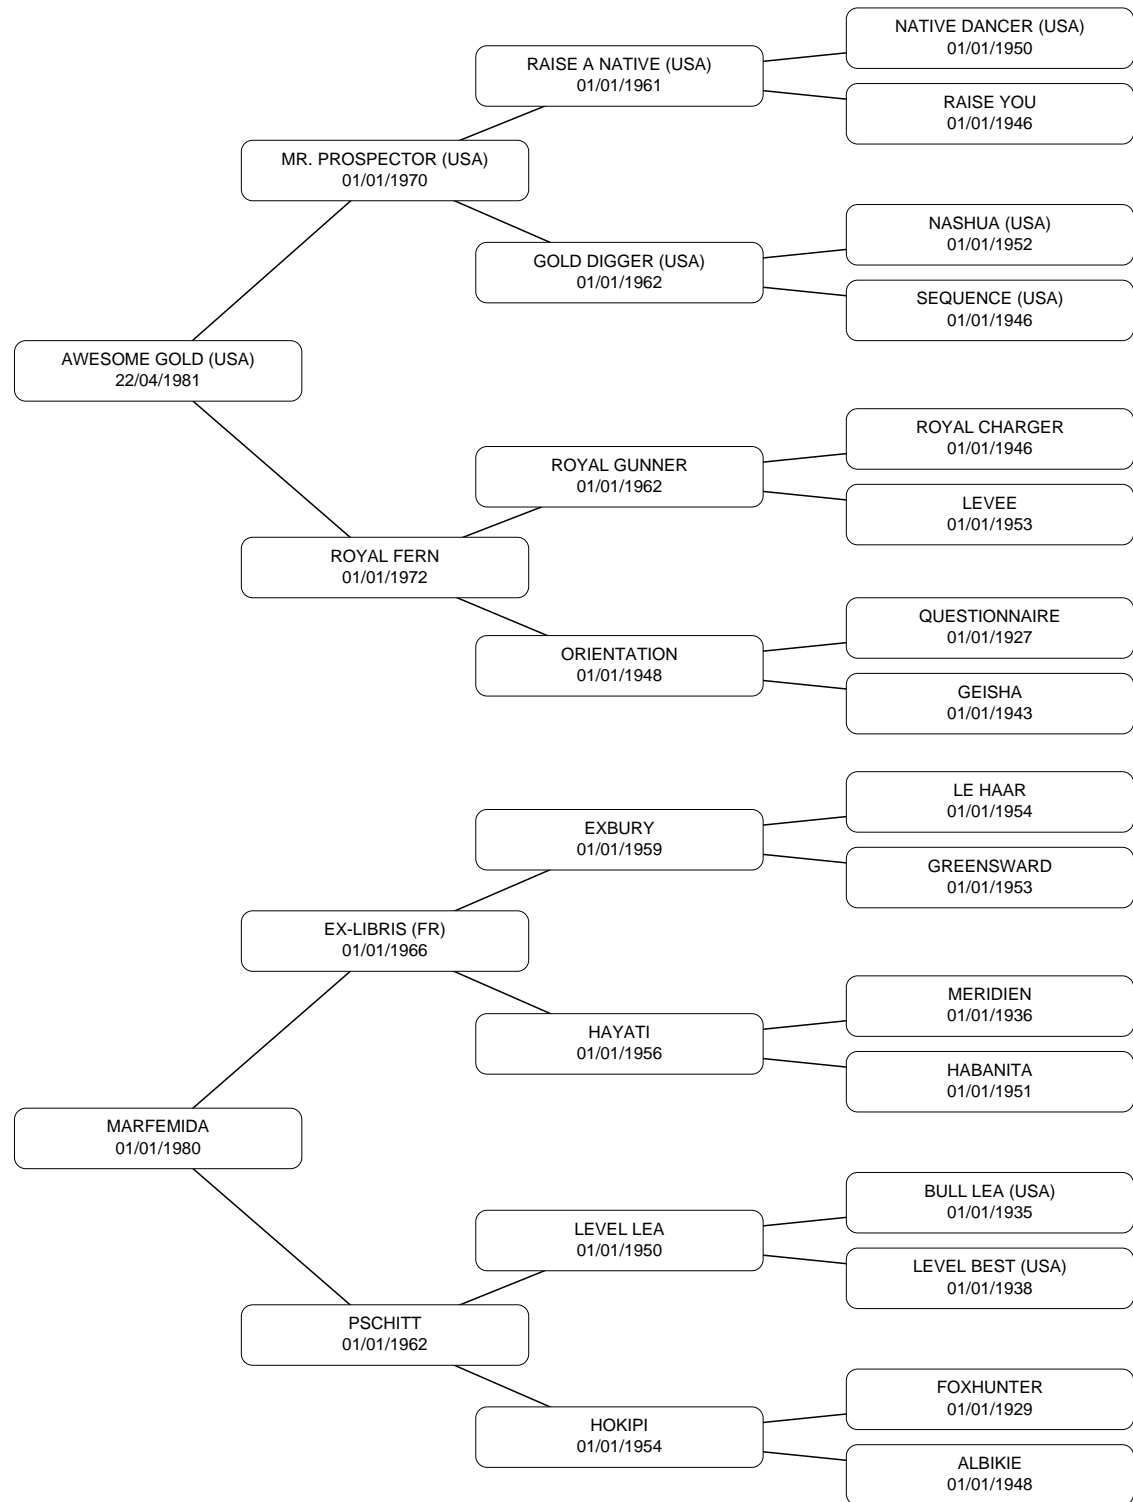 NATIVE DANCER (USA)
01/01/1950
RAISE A NATIVE (USA)
01/01/1961
RAISE YOU
01/01/1946
MR. PROSPECTOR (USA)
01/01/1970
NASHUA (USA)
01/01/1952
GOLD DIGGER (USA)
01/01/1962
SEQUENCE (USA)
01/01/1946
AWESOME GOLD (USA)
22/04/1981
ROYAL CHARGER
01/01/1946
ROYAL GUNNER
01/01/1962
LEVEE
01/01/1953
ROYAL FERN
01/01/1972
QUESTIONNAIRE
01/01/1927
ORIENTATION
01/01/1948
GEISHA
01/01/1943
LE HAAR
01/01/1954
EXBURY
01/01/1959
GREENSWARD
01/01/1953
EX-LIBRIS (FR)
01/01/1966
MERIDIEN
01/01/1936
HAYATI
01/01/1956
HABANITA
01/01/1951
MARFEMIDA
01/01/1980
BULL LEA (USA)
01/01/1935
LEVEL LEA
01/01/1950
LEVEL BEST (USA)
01/01/1938
PSCHITT
01/01/1962
FOXHUNTER
01/01/1929
HOKIPI
01/01/1954
ALBIKIE
01/01/1948